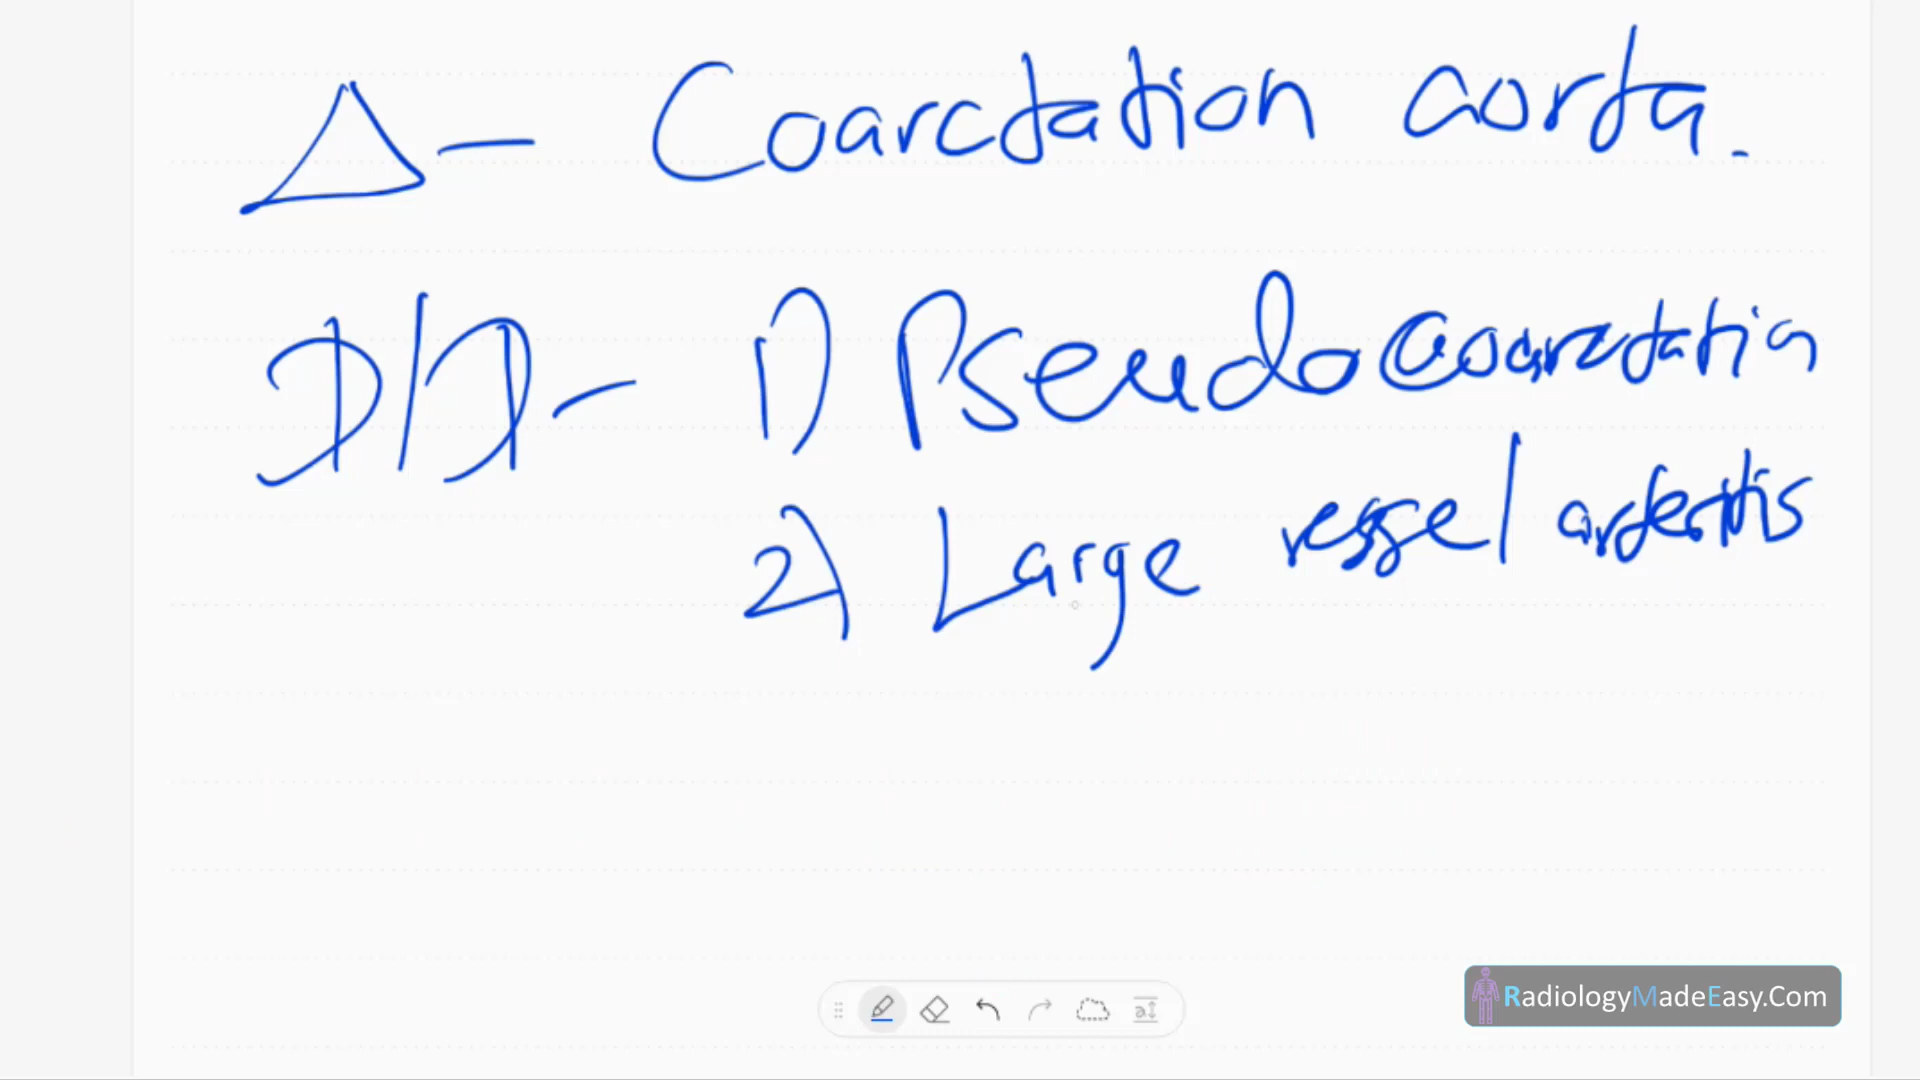 Δ— Coarctation aorta.
D/D - 1) Pseudocoarctation
2) Large vessel arteritis
RadiologyMadeEasy.Com